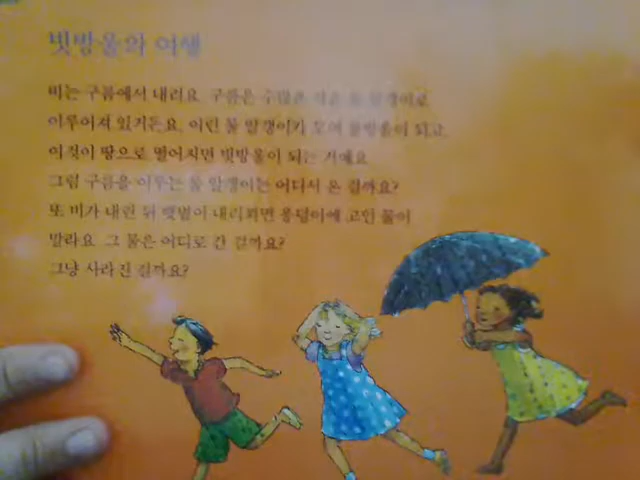 빗방울의 여행
비는 구름에서 내려요. 구름은 수많은 작은 물 알갱이로
이루어져 있거든요. 이런 물 알갱이가 모여 물방울이 되고,
이것이 땅으로 떨어지면 빗방울이 되는 거예요.
그럼 구름을 이루는 물 알갱이는 어디서 온 걸까요?
또 비가 내린 뒤 햇볕이 내리쬐면 웅덩이에 고인 물이
말라요. 그 물은 어디로 간 걸까요?
그냥 사라진 걸까요?